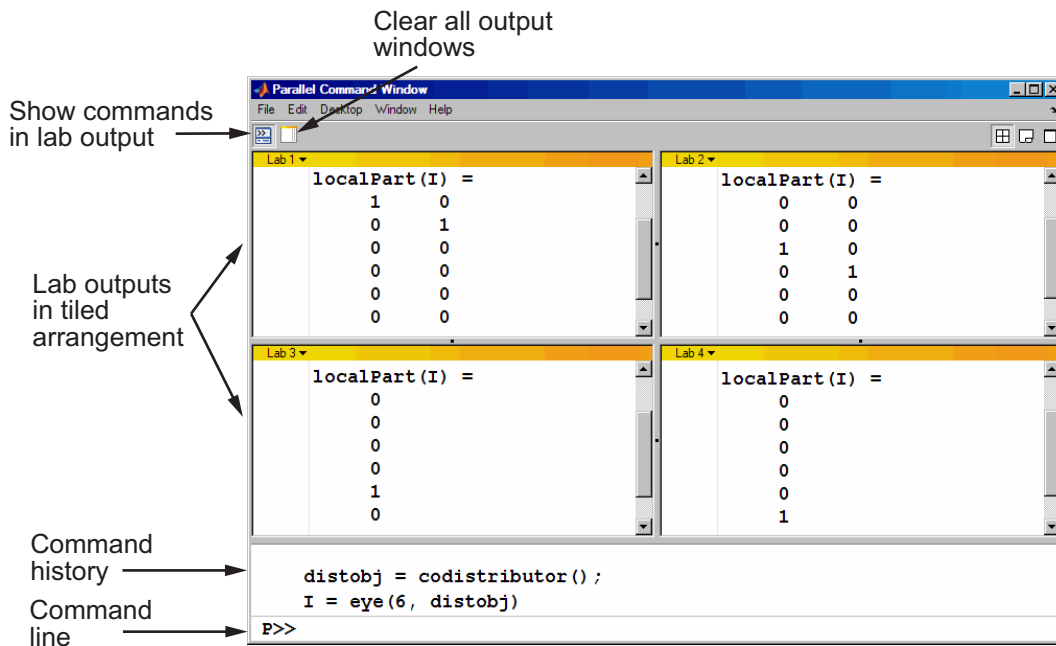 Clear all output
windows
Show commands
in lab output
Parallel Command Window
File Edit Desktop Window Help
Lab 1
localPart(I) =
1 0
0 1
0 0
0 0
0 0
0 0
Lab 2
localPart(I) =
0 0
0 0
1 0
0 1
0 0
0 0
Lab outputs
in tiled
arrangement
Lab 3
localPart(I) =
0
0
0
0
1
0
Lab 4
localPart(I) =
0
0
0
0
0
1
Command
history
distobj = codistributor();
I = eye(6, distobj)
Command
line
P>>